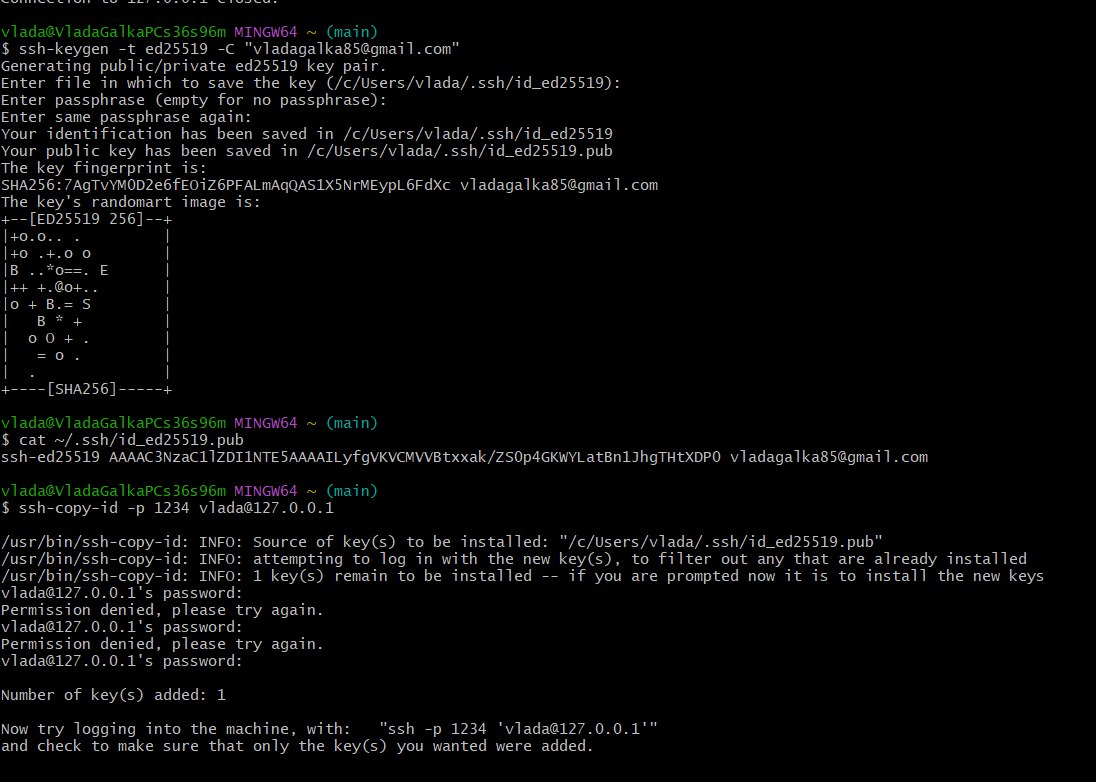 Connection to 127.0.0.1 closed.
vlada@VladaGalkaPCs36s96m MINGW64 ~ (main)
$ ssh-keygen -t ed25519 -C "vladagalka85@gmail.com"
Generating public/private ed25519 key pair.
Enter file in which to save the key (/c/Users/vlada/.ssh/id_ed25519):
Enter passphrase (empty for no passphrase):
Enter same passphrase again:
Your identification has been saved in /c/Users/vlada/.ssh/id_ed25519
Your public key has been saved in /c/Users/vlada/.ssh/id_ed25519.pub
The key fingerprint is:
SHA256:7AgTvYM0D2e6fEOiZ6PFALmAqQAS1X5NrMEypL6FdXc vladagalka85@gmail.com
The key's randomart image is:
+--[ED25519 256]--+
|+o.o.. .         |
|+o .+.o o        |
|B ..*o==. E      |
|++ +.@o+..       |
|o + B.= S        |
|   B * +         |
|  o O + .        |
|   = o .         |
|  .              |
+----[SHA256]-----+
vlada@VladaGalkaPCs36s96m MINGW64 ~ (main)
$ cat ~/.ssh/id_ed25519.pub
ssh-ed25519 AAAAC3NzaC1lZDI1NTE5AAAAILyfgVKVCMVVBtxxak/ZSOp4GKWYLatBn1JhgTHtXDP0 vladagalka85@gmail.com
vlada@VladaGalkaPCs36s96m MINGW64 ~ (main)
$ ssh-copy-id -p 1234 vlada@127.0.0.1
/usr/bin/ssh-copy-id: INFO: Source of key(s) to be installed: "/c/Users/vlada/.ssh/id_ed25519.pub"
/usr/bin/ssh-copy-id: INFO: attempting to log in with the new key(s), to filter out any that are already installed
/usr/bin/ssh-copy-id: INFO: 1 key(s) remain to be installed -- if you are prompted now it is to install the new keys
vlada@127.0.0.1's password:
Permission denied, please try again.
vlada@127.0.0.1's password:
Permission denied, please try again.
vlada@127.0.0.1's password:
Number of key(s) added: 1
Now try logging into the machine, with:   "ssh -p 1234 'vlada@127.0.0.1'"
and check to make sure that only the key(s) you wanted were added.